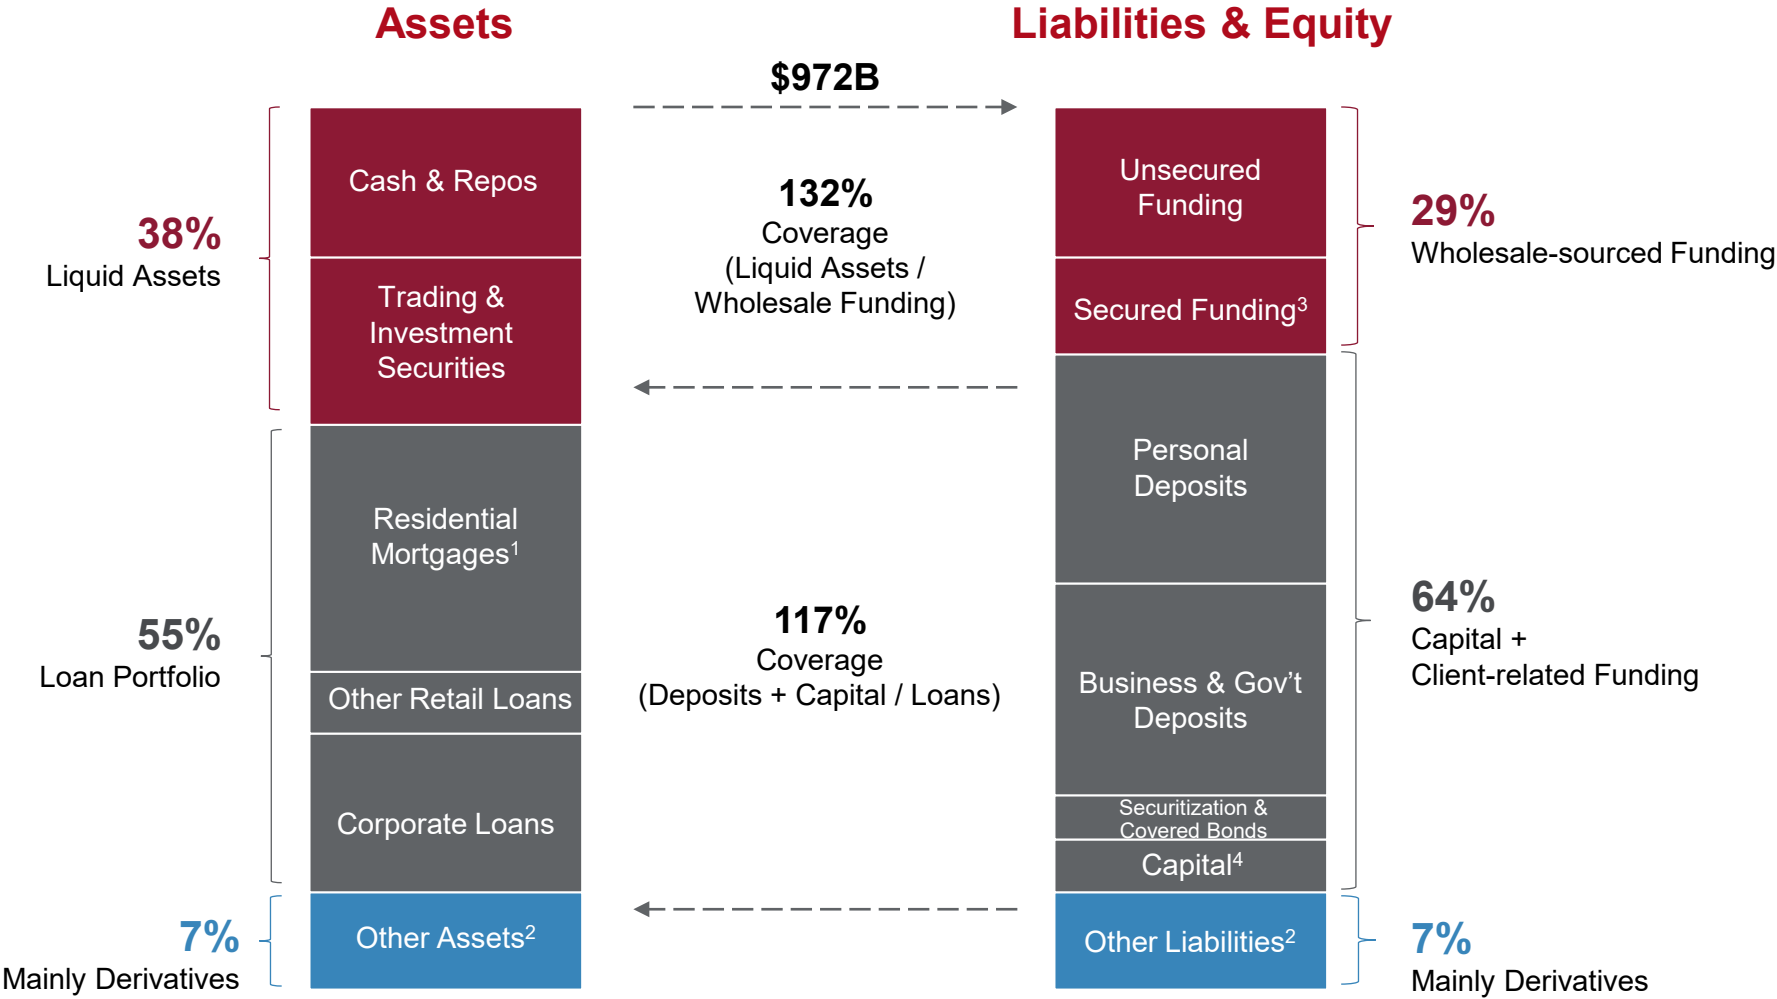 Assets
Liabilities & Equity
$972B
38%
Liquid Assets
Cash & Repos
Trading &
Investment
Securities
132%
Coverage
(Liquid Assets /
Wholesale Funding)
Unsecured
Funding
Secured Funding3
29%
Wholesale-sourced Funding
55%
Loan Portfolio
Residential
Mortgages1
Other Retail Loans
Corporate Loans
117%
Coverage
(Deposits + Capital / Loans)
Personal
Deposits
Business & Gov’t
Deposits
Securitization &
Covered Bonds
Capital4
64%
Capital +
Client-related Funding
7%
Mainly Derivatives
Other Assets2
Other Liabilities2
7%
Mainly Derivatives